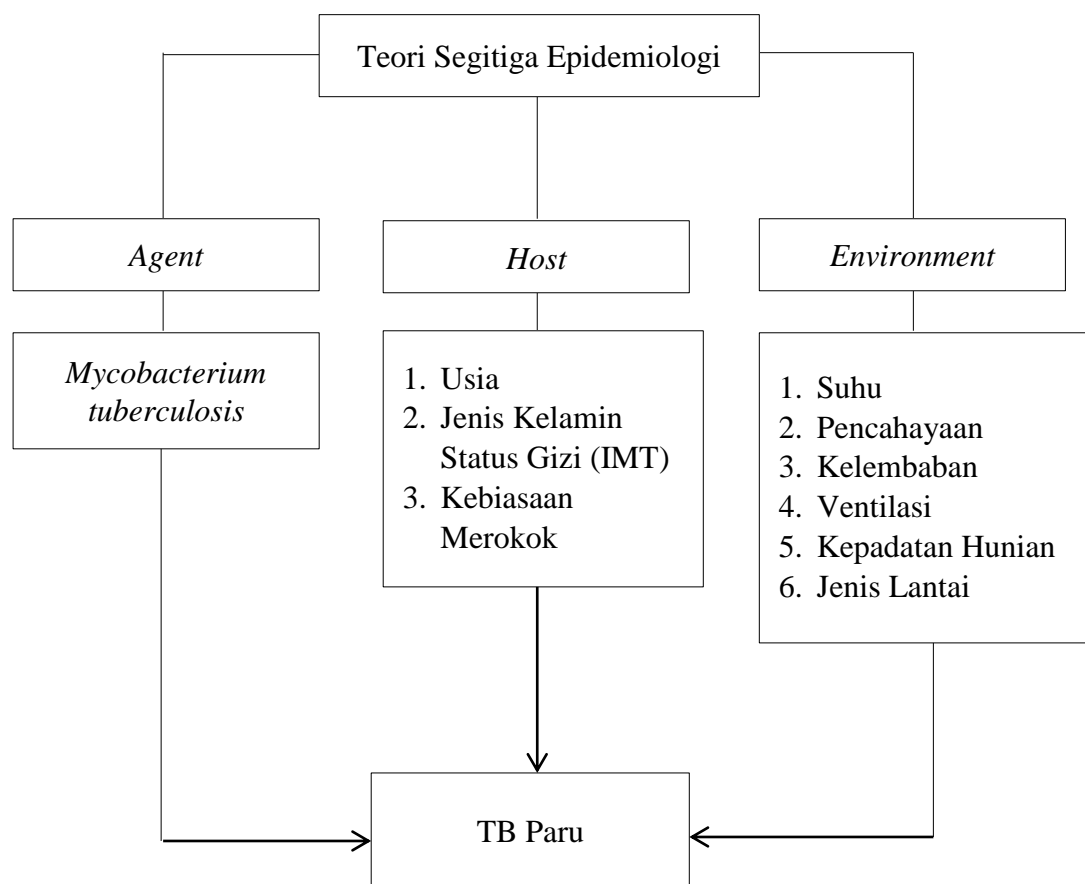 Teori Segitiga Epidemiologi
Agent
Host
Environment
Mycobacterium
tuberculosis
1. Usia
2. Jenis Kelamin
Status Gizi (IMT)
3. Kebiasaan
Merokok
1. Suhu
2. Pencahayaan
3. Kelembaban
4. Ventilasi
5. Kepadatan Hunian
6. Jenis Lantai
TB Paru